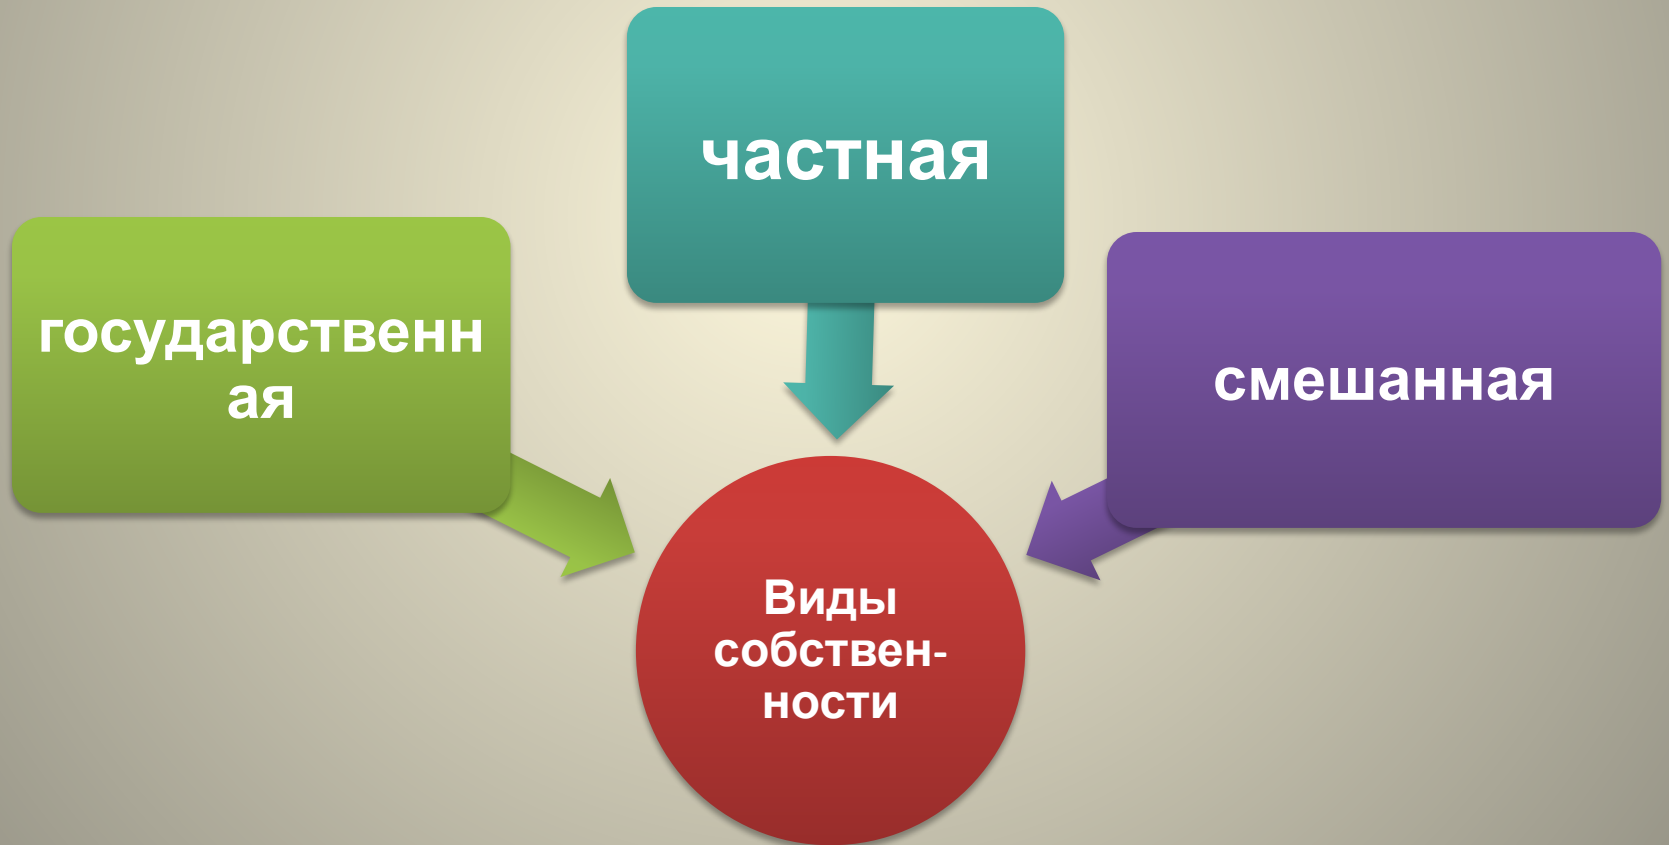 частная
государственн
ая
смешанная
Виды
собствен-
ности